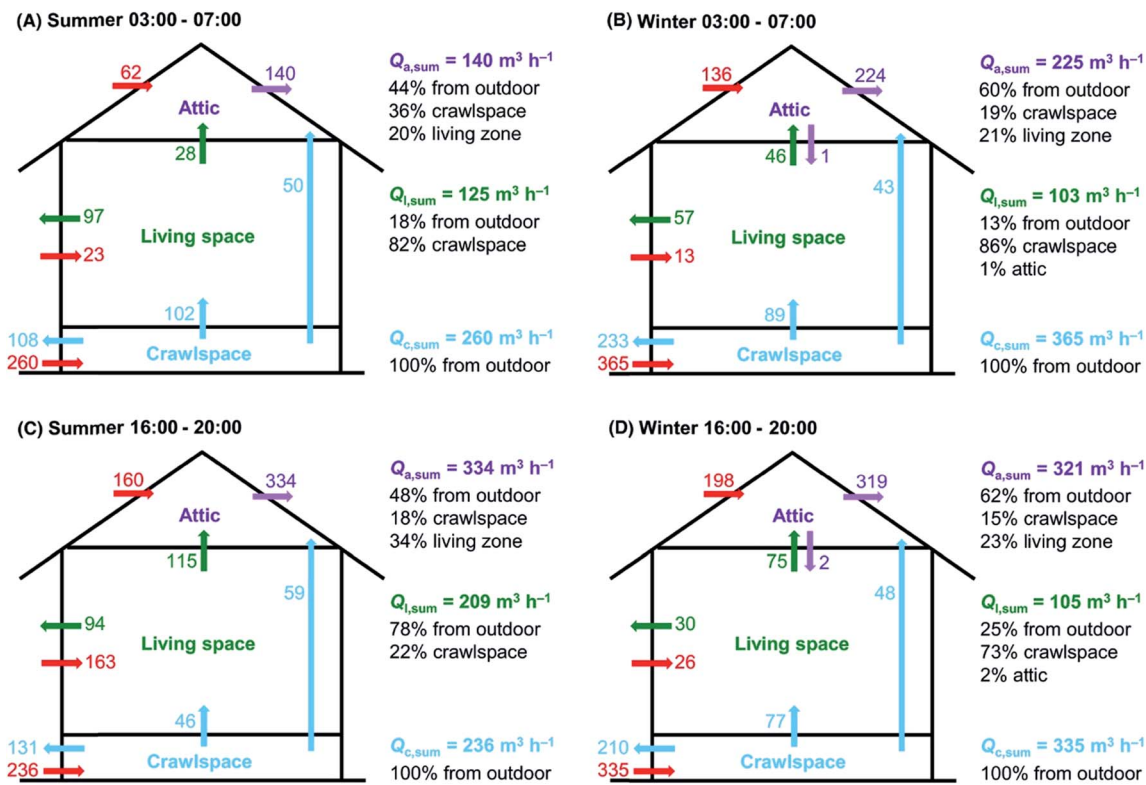 (A) Summer 03:00 - 07:00
62
140
Attic
28
50
97
Living space
23
102
108
Crawlspace
260
Qa,sum = 140 m³ h⁻¹
44% from outdoor
36% crawlspace
20% living zone
Ql,sum = 125 m³ h⁻¹
18% from outdoor
82% crawlspace
Qc,sum = 260 m³ h⁻¹
100% from outdoor
(B) Winter 03:00 - 07:00
136
224
Attic
46
1
43
57
Living space
13
89
233
Crawlspace
365
Qa,sum = 225 m³ h⁻¹
60% from outdoor
19% crawlspace
21% living zone
Ql,sum = 103 m³ h⁻¹
13% from outdoor
86% crawlspace
1% attic
Qc,sum = 365 m³ h⁻¹
100% from outdoor
(C) Summer 16:00 - 20:00
160
334
Attic
115
59
94
Living space
163
46
131
Crawlspace
236
Qa,sum = 334 m³ h⁻¹
48% from outdoor
18% crawlspace
34% living zone
Ql,sum = 209 m³ h⁻¹
78% from outdoor
22% crawlspace
Qc,sum = 236 m³ h⁻¹
100% from outdoor
(D) Winter 16:00 - 20:00
198
319
Attic
75
2
48
30
Living space
26
77
210
Crawlspace
335
Qa,sum = 321 m³ h⁻¹
62% from outdoor
15% crawlspace
23% living zone
Ql,sum = 105 m³ h⁻¹
25% from outdoor
73% crawlspace
2% attic
Qc,sum = 335 m³ h⁻¹
100% from outdoor